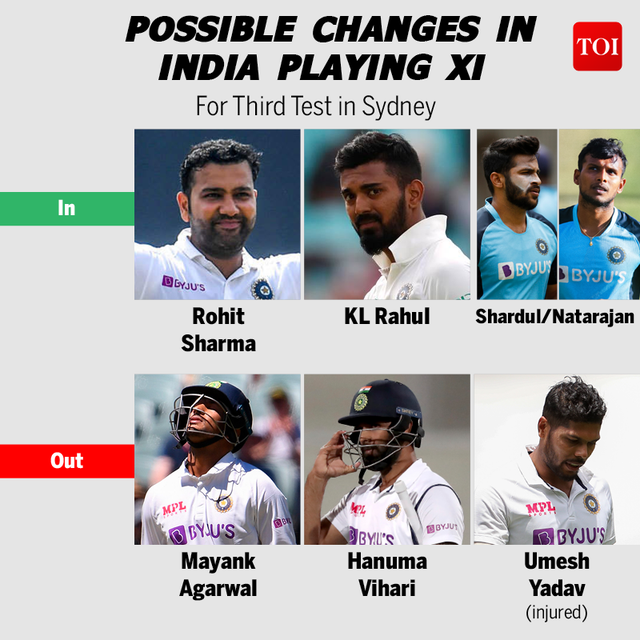 POSSIBLE CHANGES IN
INDIA PLAYING XI
TOI
For Third Test in Sydney
In
BYJU'S
BYJU'S
BYJU'S
Rohit
Sharma
KL Rahul
Shardul/Natarajan
Out
MPL
BYJU'S
MPL
BYJU'S
BYJU'S
MPL
BYJU'S
Mayank
Agarwal
Hanuma
Vihari
Umesh
Yadav
(injured)